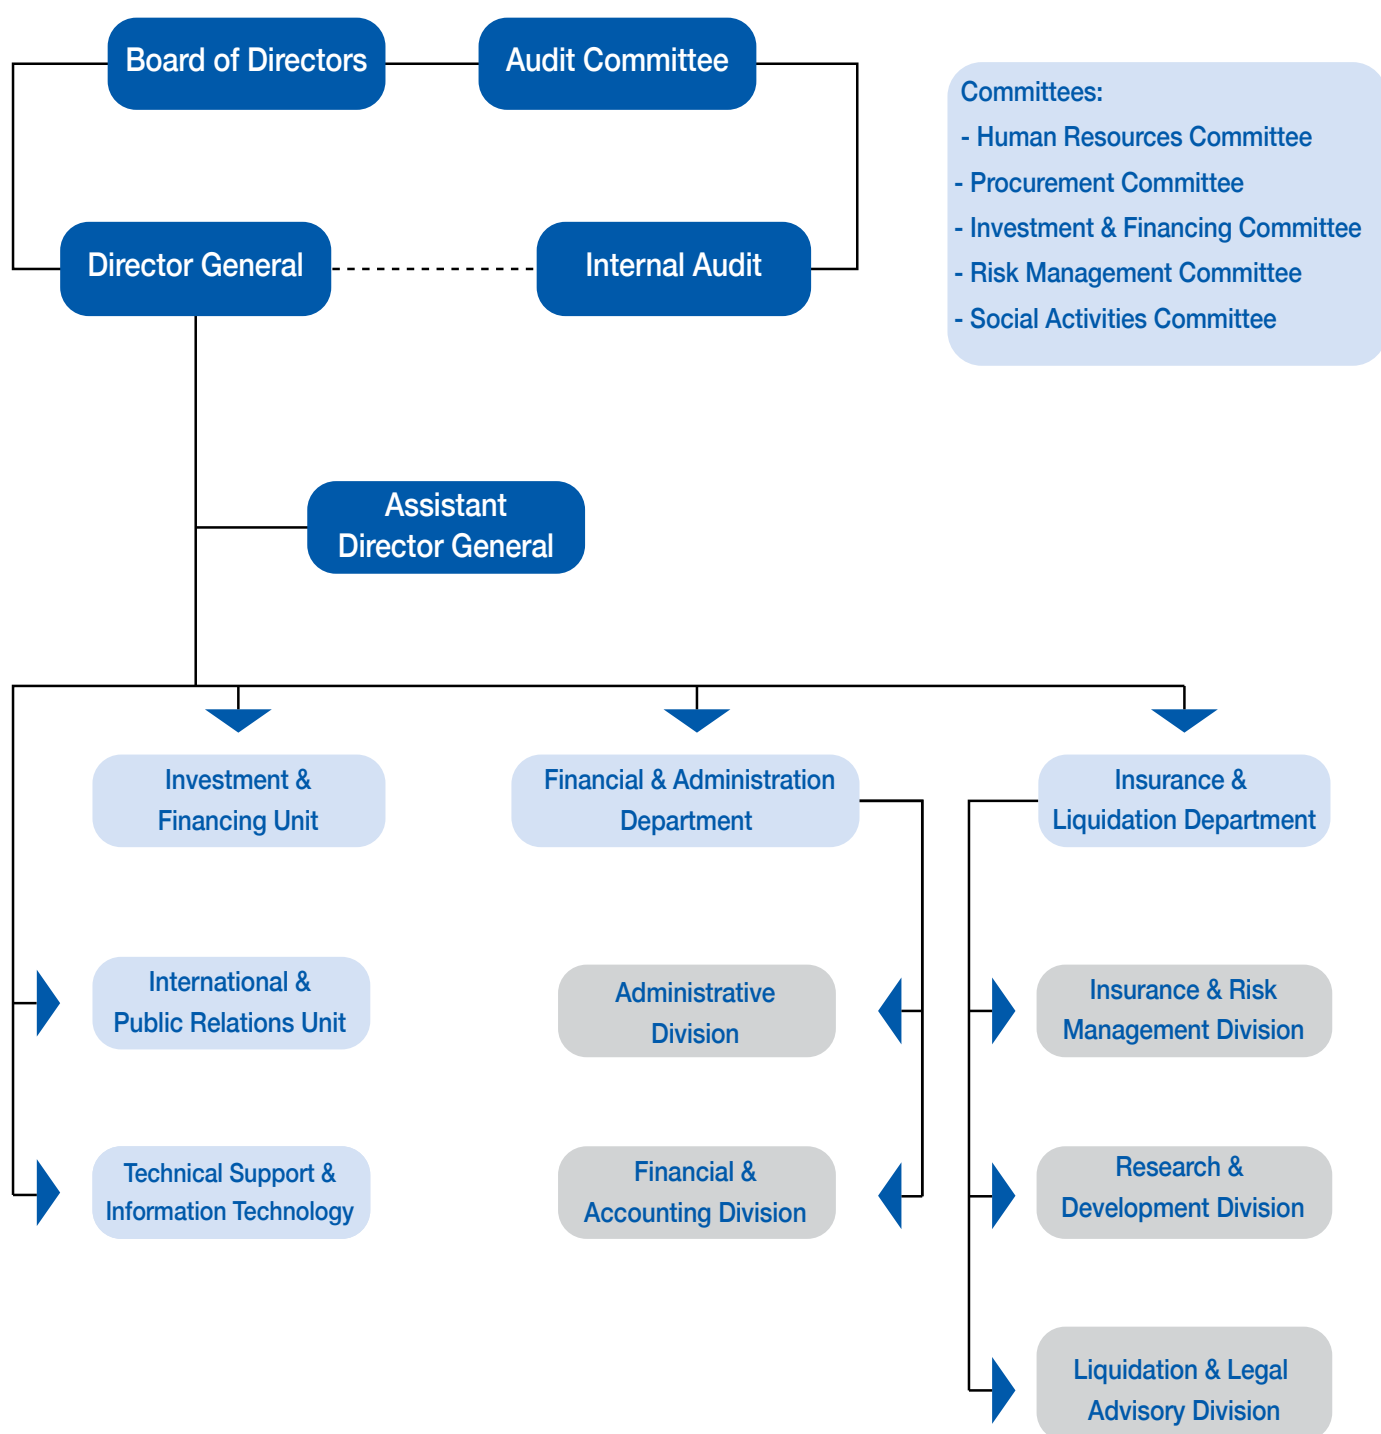 Board of Directors
Audit Committee
Committees:
- Human Resources Committee
- Procurement Committee
- Investment & Financing Committee
- Risk Management Committee
- Social Activities Committee
Director General
Internal Audit
Assistant
Director General
Investment &
Financing Unit
Financial & Administration
Department
Insurance &
Liquidation Department
International &
Public Relations Unit
Administrative
Division
Insurance & Risk
Management Division
Technical Support &
Information Technology
Financial &
Accounting Division
Research &
Development Division
Liquidation & Legal
Advisory Division